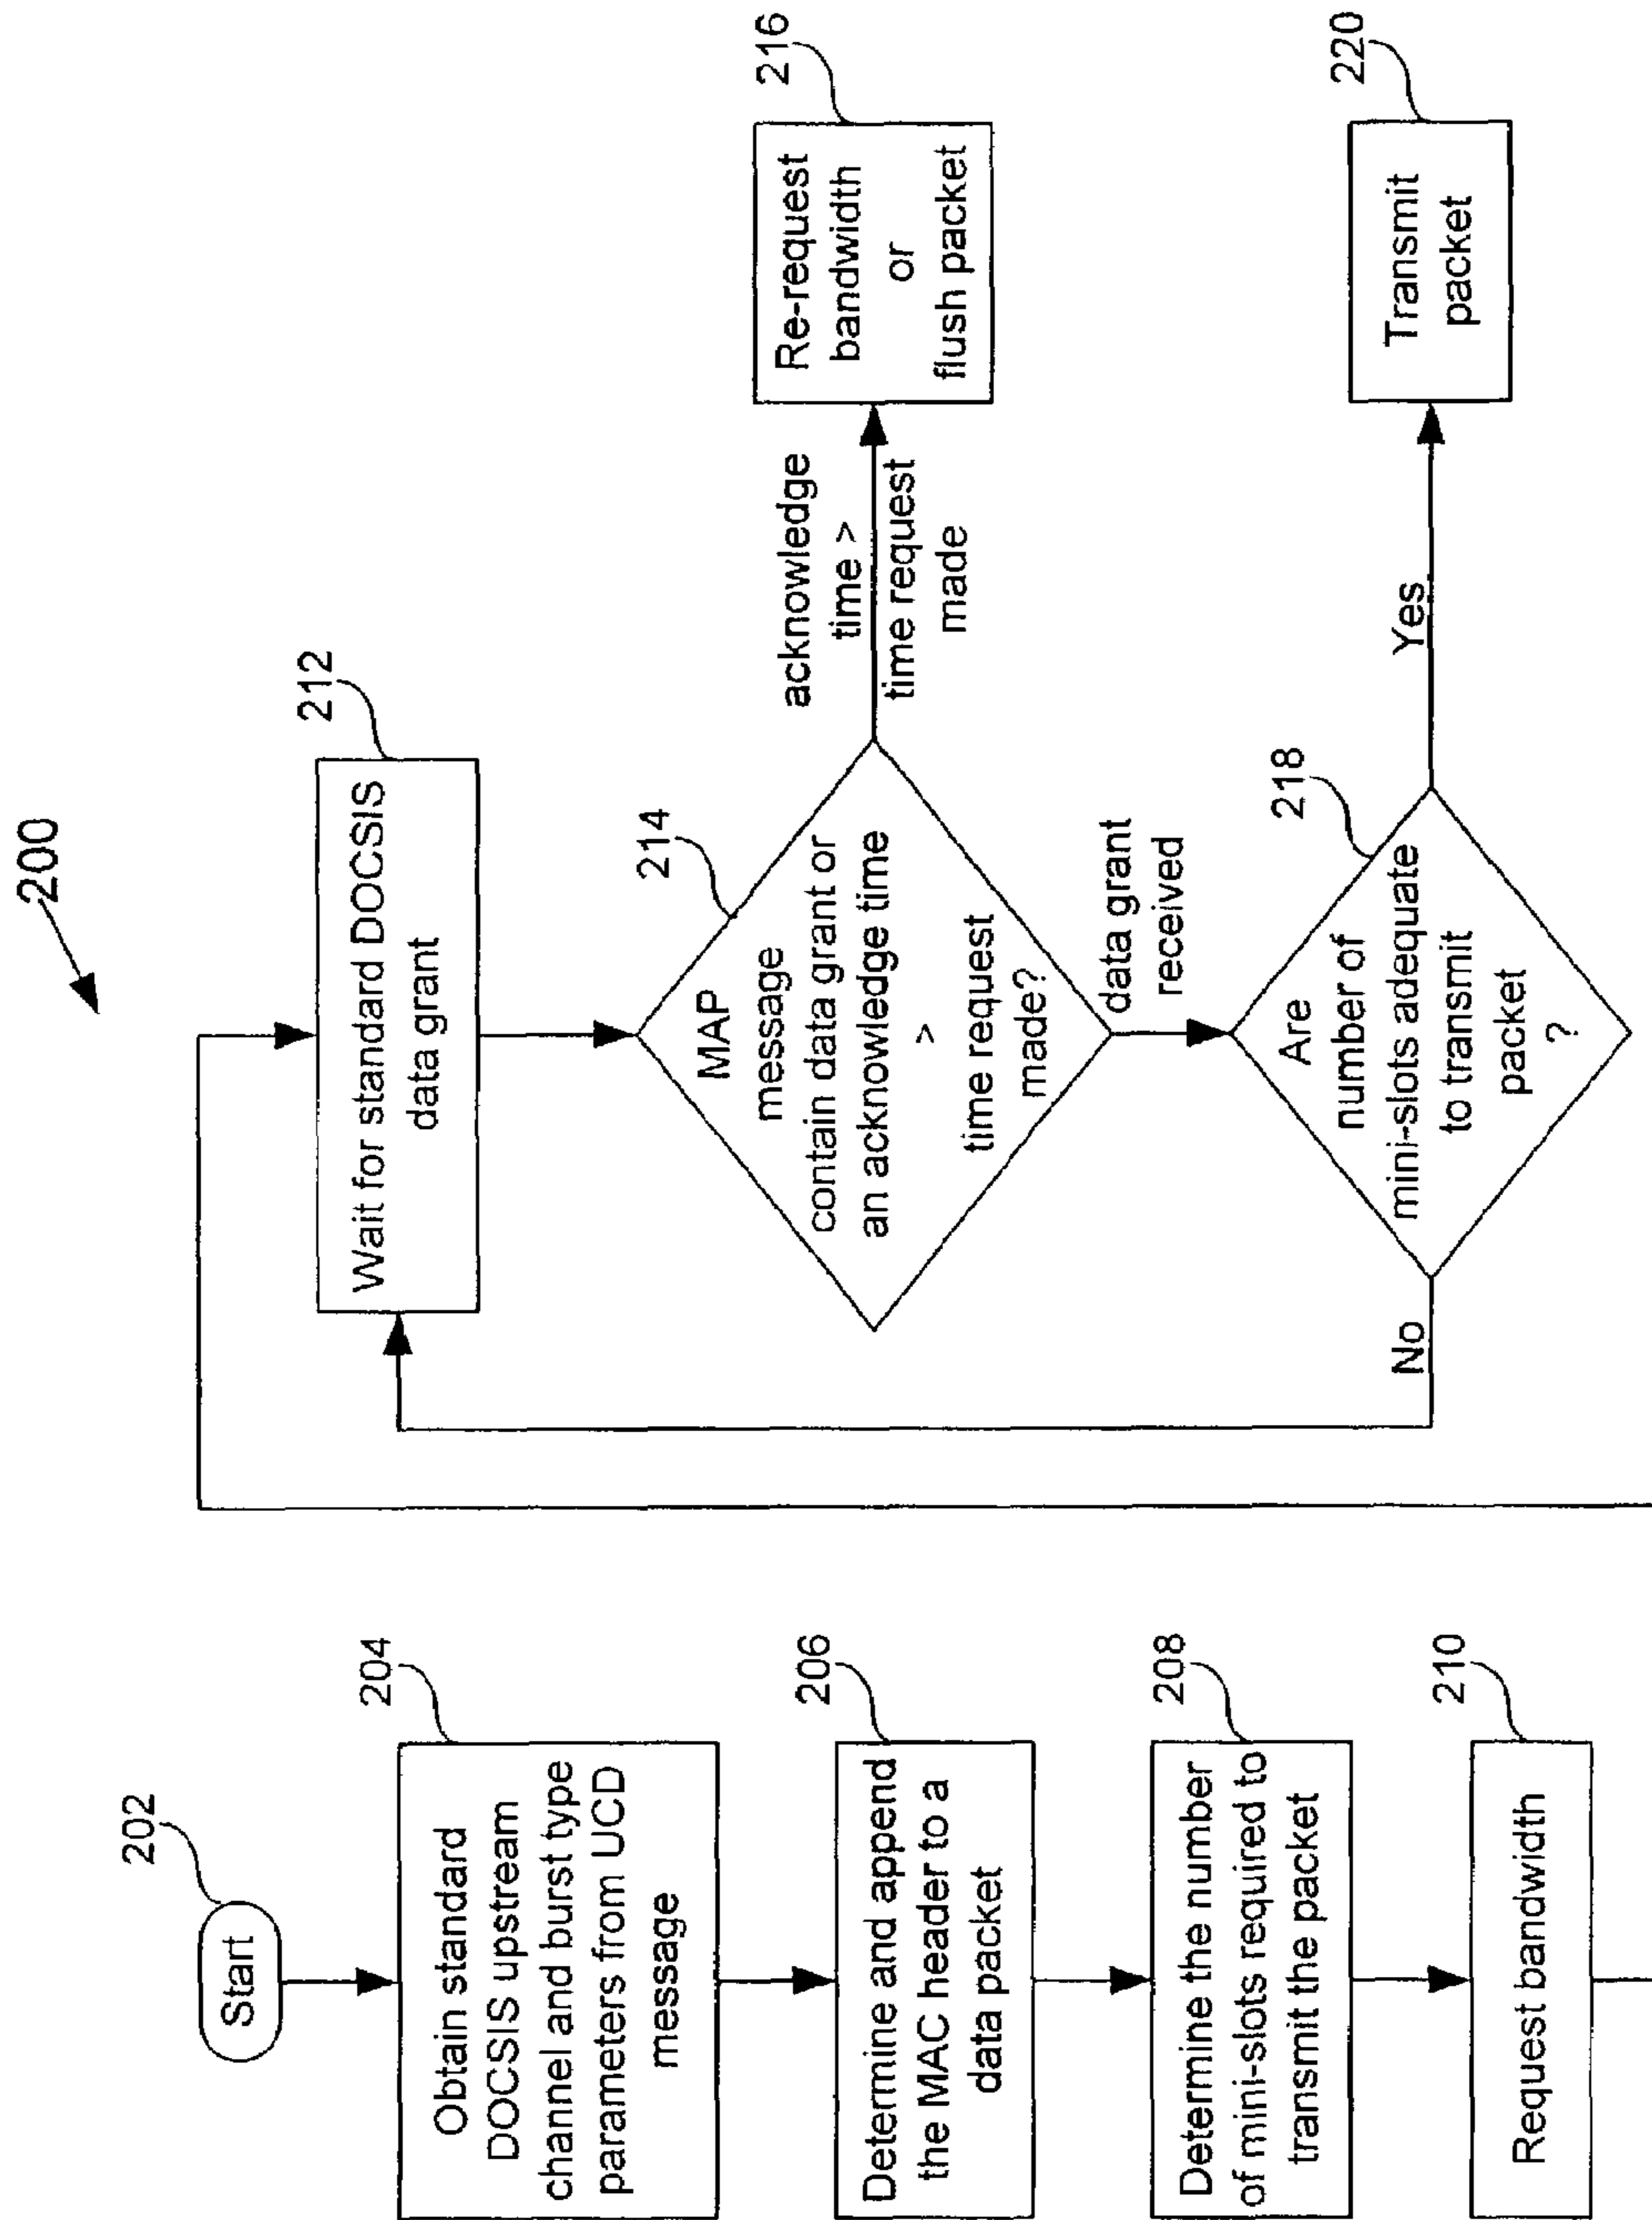 200
202
Start
204
Obtain standard
DOCSIS upstream
channel and burst type
parameters from UCD
message
206
Determine and append
the MAC header to a
data packet
208
Determine the number
of mini-slots required to
transmit the packet
210
Request bandwidth
212
Wait for standard DOCSIS
data grant
214
MAP
message
contain data grant or
an acknowledge time
>
time request
made?
acknowledge
time >
time request
made
216
Re-request
bandwidth
or
flush packet
data grant
received
218
Are
number of
mini-slots adequate
to transmit
packet
?
No
Yes
220
Transmit
packet